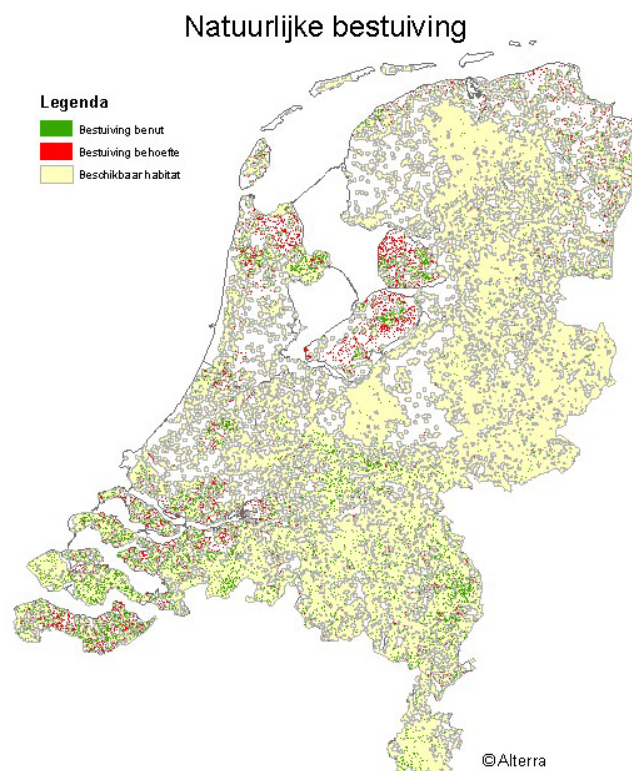 Natuurlijke bestuiving
Legenda
Bestuiving benut
Bestuiving behoefte
Beschikbaar habitat
©Alterra